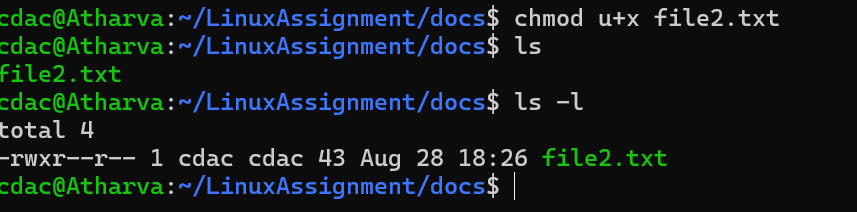 cdac@Atharva:~/LinuxAssignment/docs$ chmod u+x file2.txt
cdac@Atharva:~/LinuxAssignment/docs$ ls
file2.txt
cdac@Atharva:~/LinuxAssignment/docs$ ls -l
total 4
-rwxr--r-- 1 cdac cdac 43 Aug 28 18:26 file2.txt
cdac@Atharva:~/LinuxAssignment/docs$